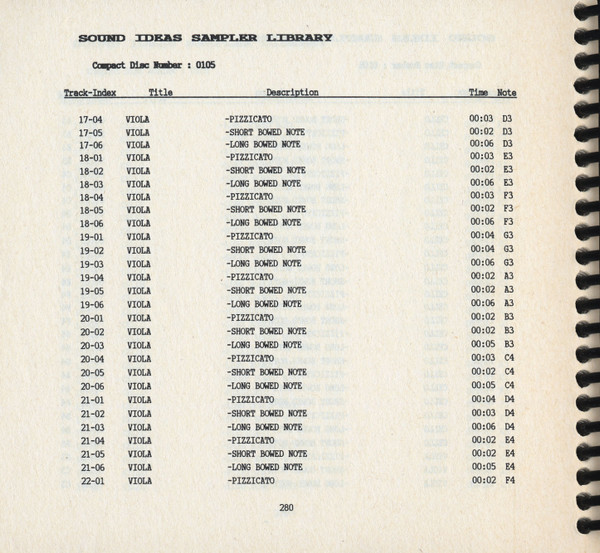 SOUND IDEAS SAMPLER LIBRARY
Compact Disc Number : 0105
Track-Index Title Description Time Note
17-04 VIOLA -PIZZICATO 00:03 D3
17-05 VIOLA -SHORT BOWED NOTE 00:02 D3
17-06 VIOLA -LONG BOWED NOTE 00:06 D3
18-01 VIOLA -PIZZICATO 00:03 E3
18-02 VIOLA -SHORT BOWED NOTE 00:02 E3
18-03 VIOLA -LONG BOWED NOTE 00:06 E3
18-04 VIOLA -PIZZICATO 00:03 F3
18-05 VIOLA -SHORT BOWED NOTE 00:02 F3
18-06 VIOLA -LONG BOWED NOTE 00:06 F3
19-01 VIOLA -PIZZICATO 00:04 G3
19-02 VIOLA -SHORT BOWED NOTE 00:04 G3
19-03 VIOLA -LONG BOWED NOTE 00:06 G3
19-04 VIOLA -PIZZICATO 00:02 A3
19-05 VIOLA -SHORT BOWED NOTE 00:02 A3
19-06 VIOLA -LONG BOWED NOTE 00:06 A3
20-01 VIOLA -PIZZICATO 00:02 B3
20-02 VIOLA -SHORT BOWED NOTE 00:02 B3
20-03 VIOLA -LONG BOWED NOTE 00:05 B3
20-04 VIOLA -PIZZICATO 00:03 C4
20-05 VIOLA -SHORT BOWED NOTE 00:02 C4
20-06 VIOLA -LONG BOWED NOTE 00:05 C4
21-01 VIOLA -PIZZICATO 00:04 D4
21-02 VIOLA -SHORT BOWED NOTE 00:03 D4
21-03 VIOLA -LONG BOWED NOTE 00:06 D4
21-04 VIOLA -PIZZICATO 00:02 E4
21-05 VIOLA -SHORT BOWED NOTE 00:02 E4
21-06 VIOLA -LONG BOWED NOTE 00:05 E4
22-01 VIOLA -PIZZICATO 00:02 F4
280